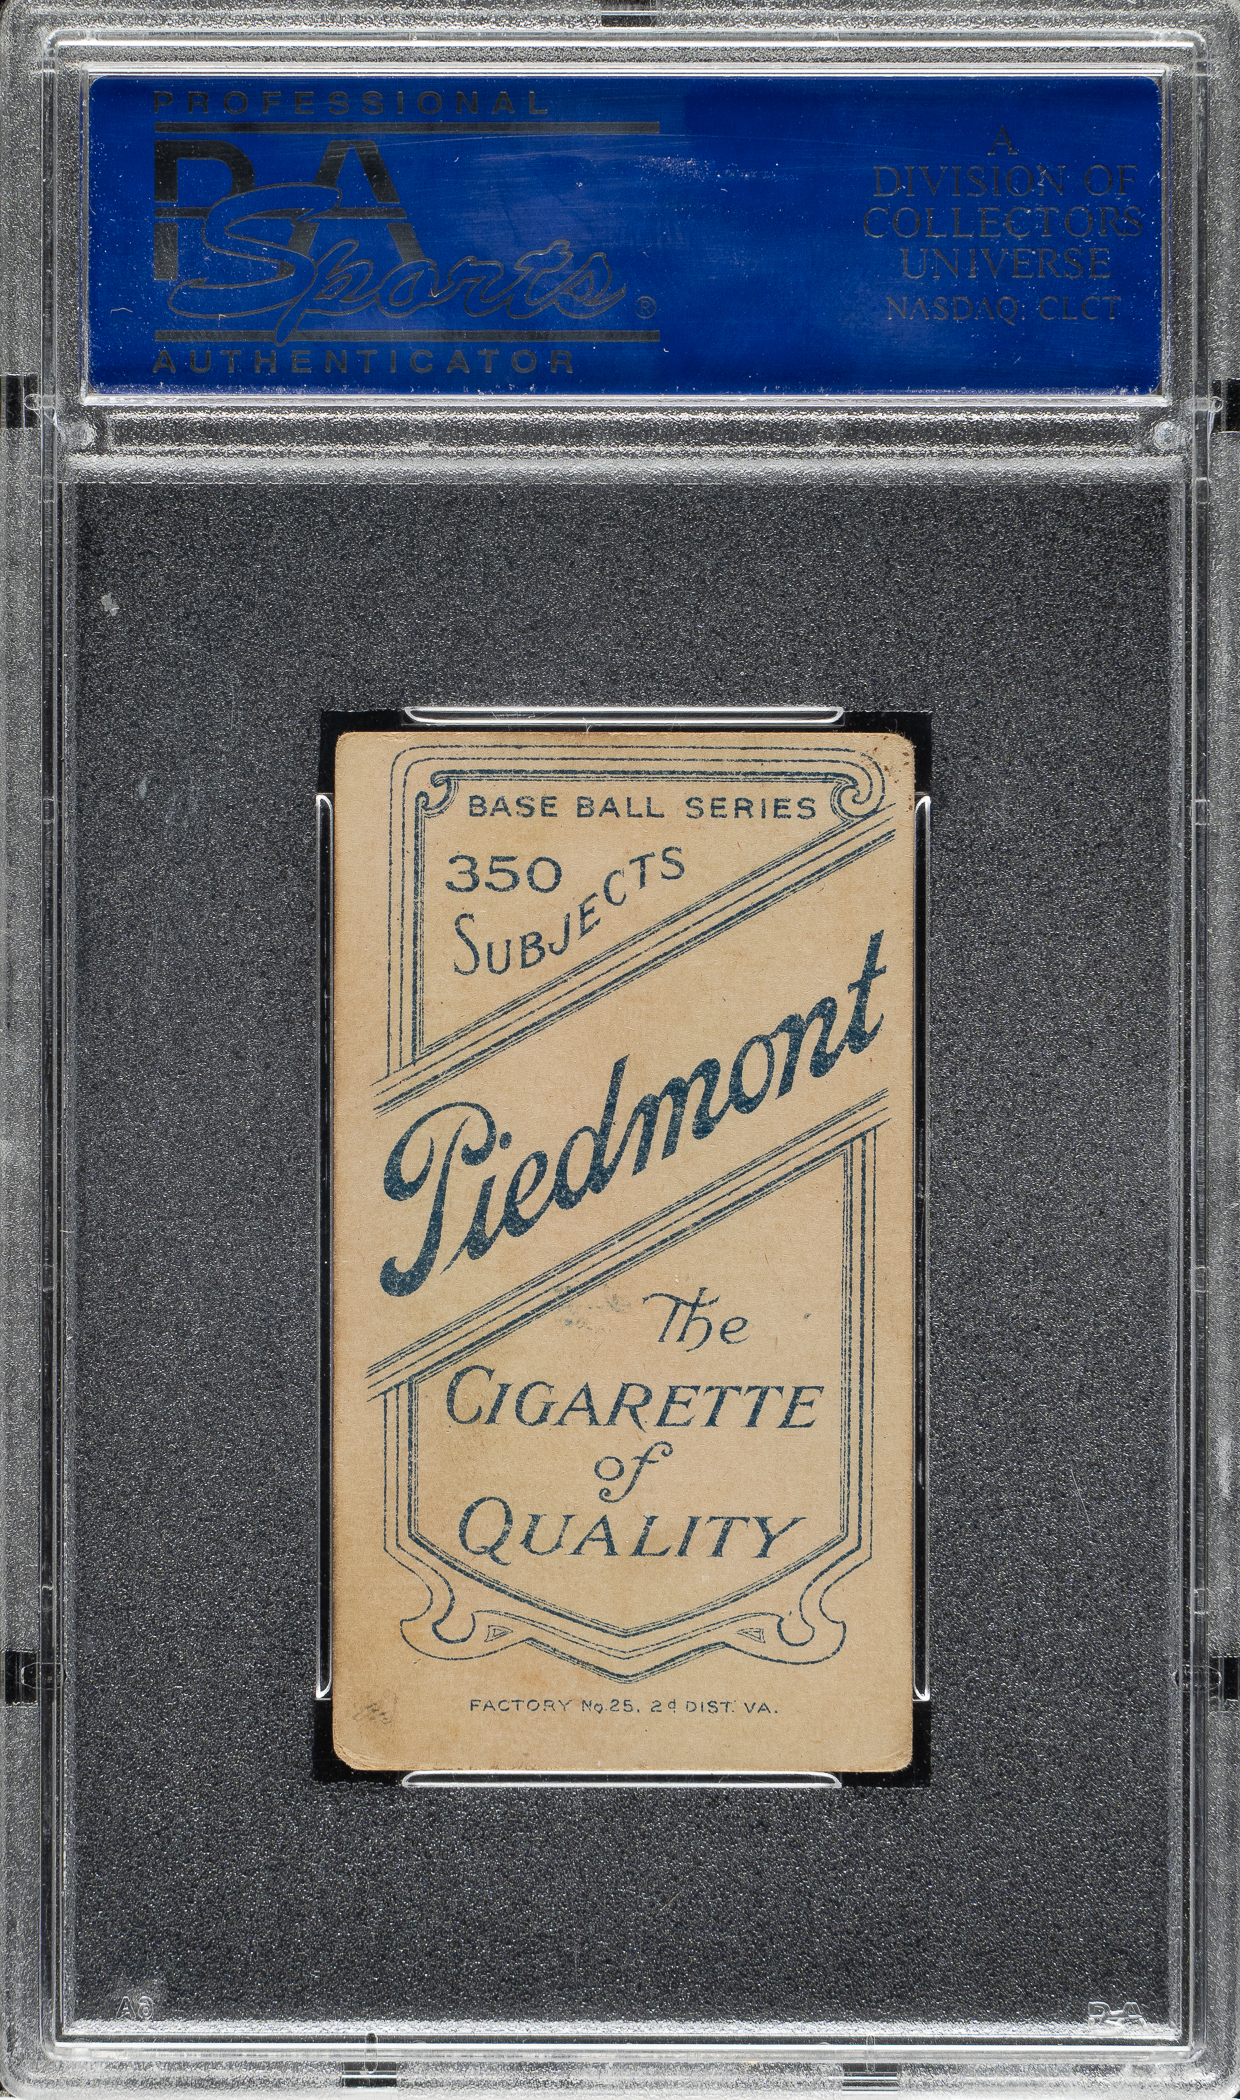 PROFESSIONAL
PSA
Sports®
AUTHENTICATOR
A
DIVISION OF
COLLECTORS
UNIVERSE
NASDAQ: CLCT
BASE BALL SERIES
350
SUBJECTS
Piedmont
The
CIGARETTE
of
QUALITY
FACTORY No. 25, 2d DIST. VA.